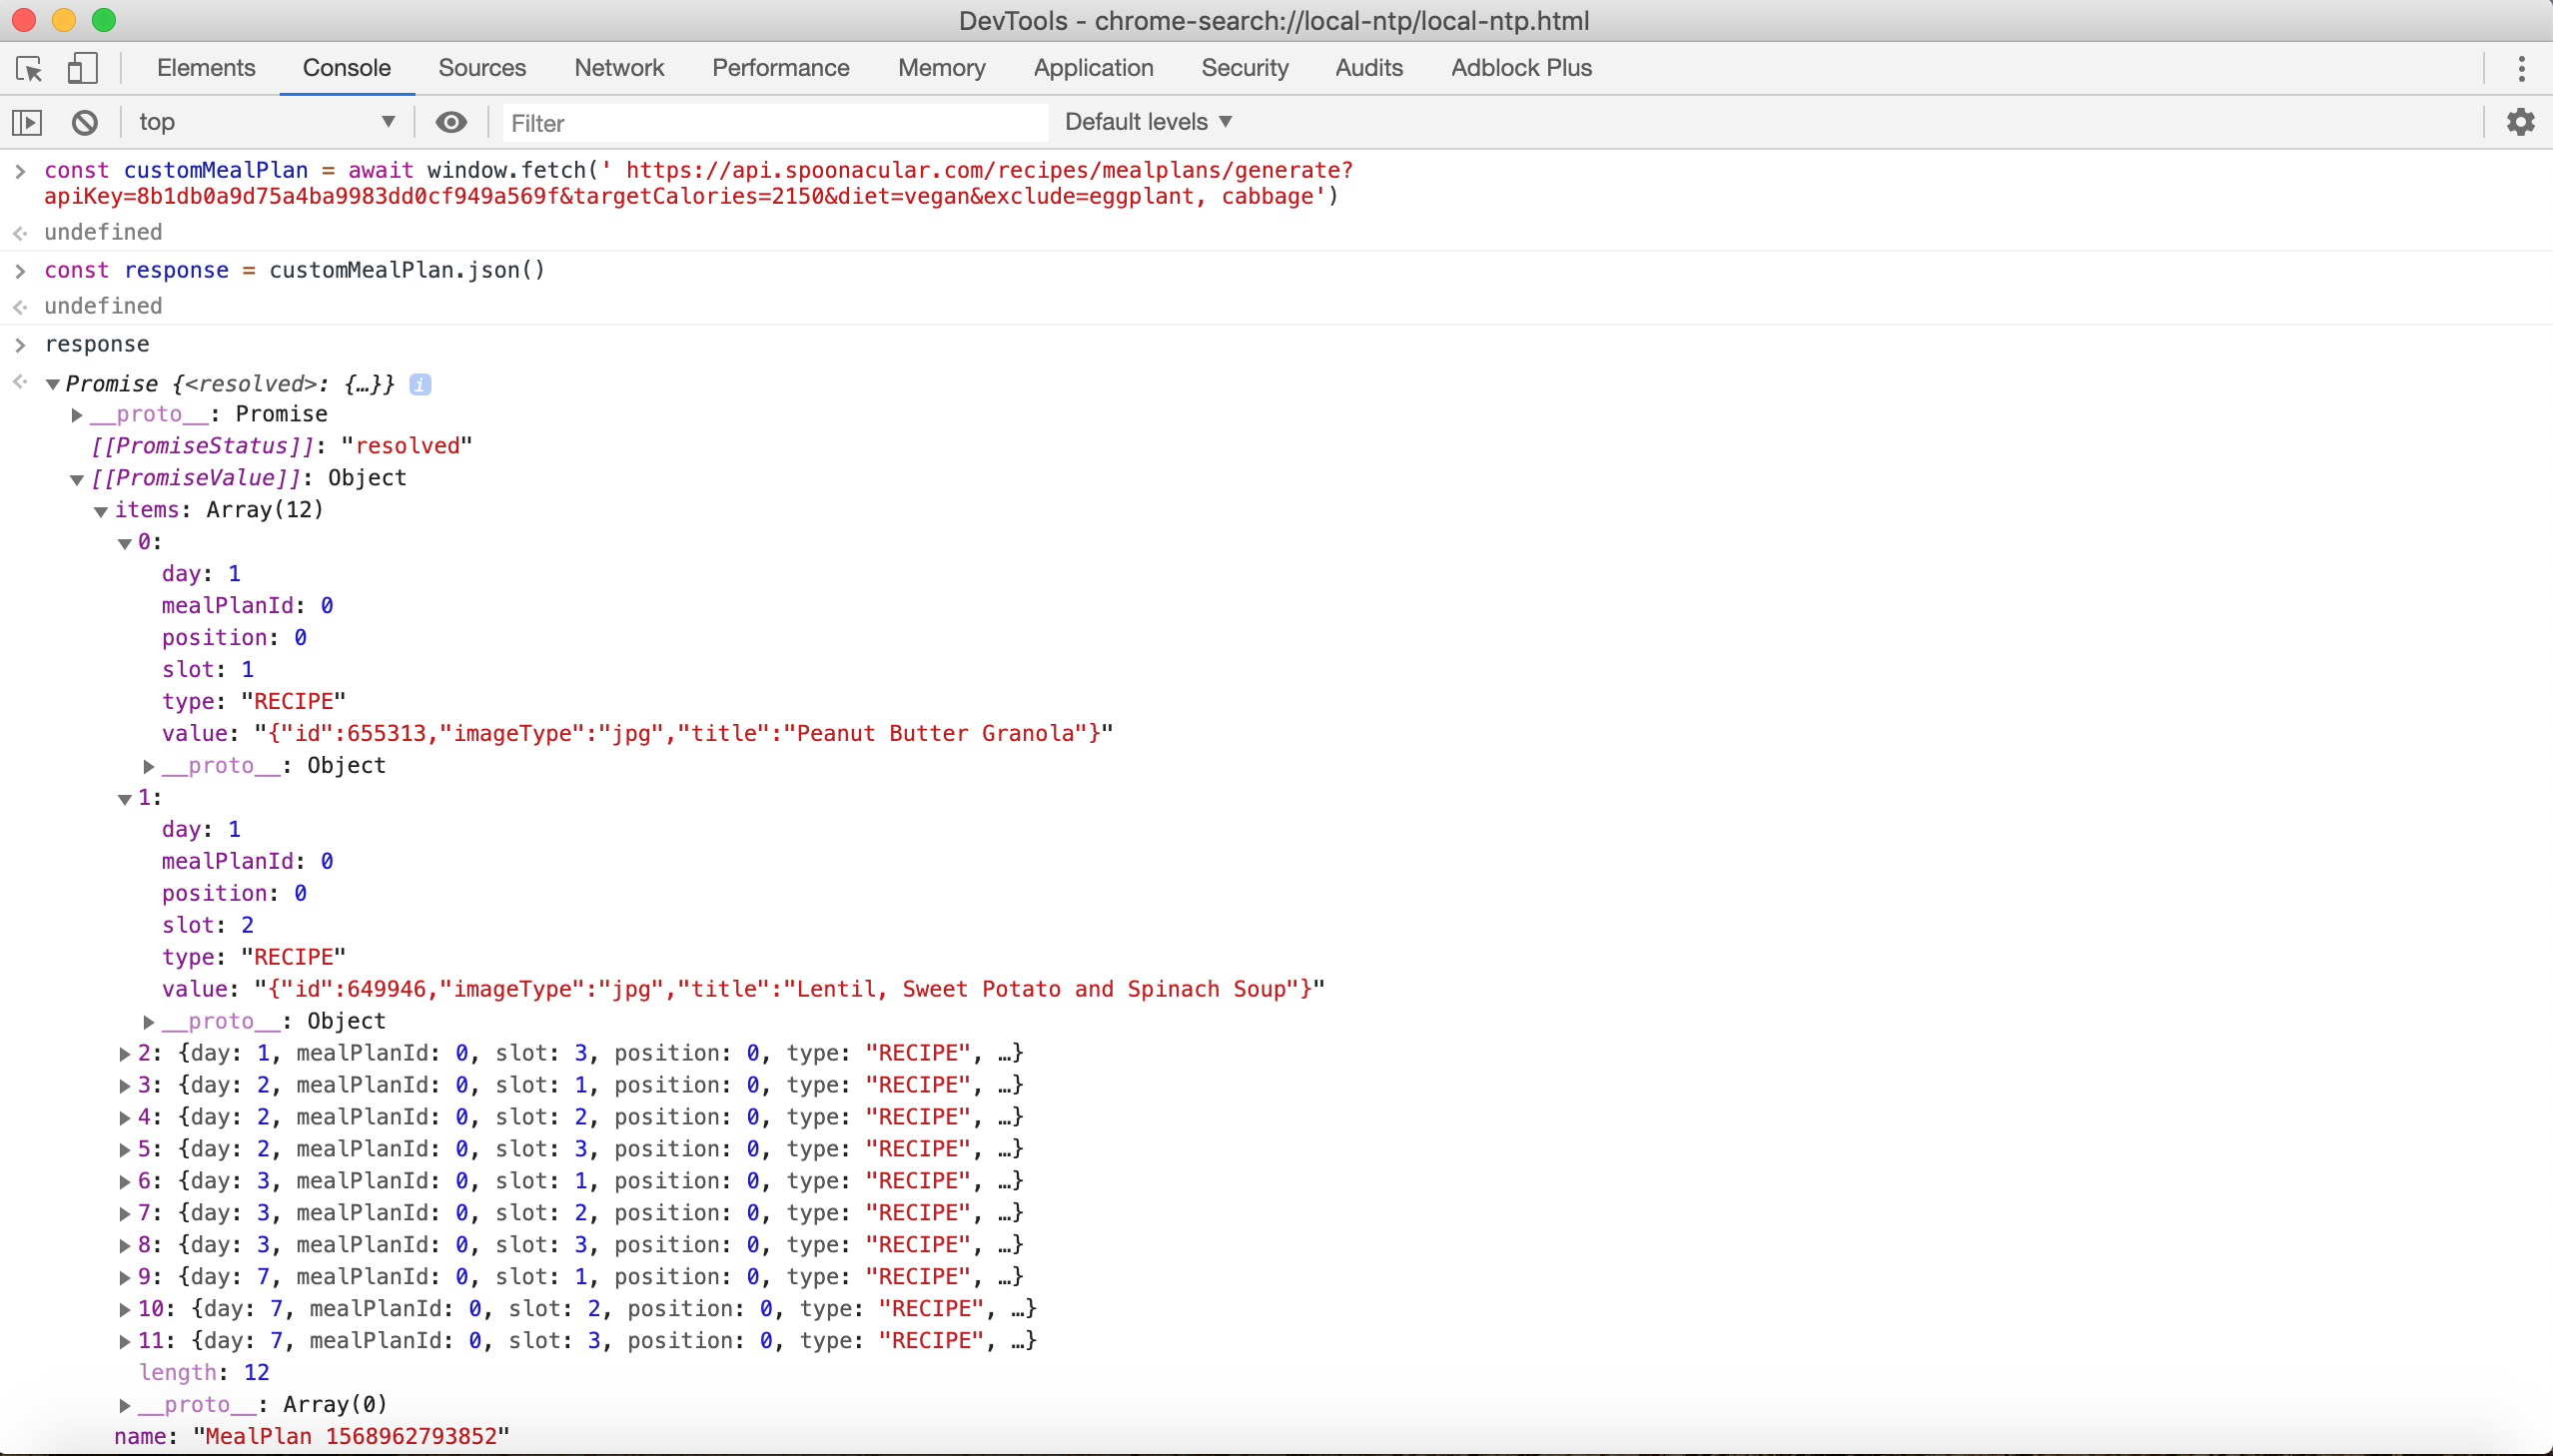 DevTools - chrome-search://local-ntp/local-ntp.html
Elements Console Sources Network Performance Memory Application Security Audits Adblock Plus
top Filter Default levels
const customMealPlan = await window.fetch(' https://api.spoonacular.com/recipes/mealplans/generate?
apiKey=8b1db0a9d75a4ba9983dd0cf949a569f&targetCalories=2150&diet=vegan&exclude=eggplant, cabbage')
undefined
const response = customMealPlan.json()
undefined
response
Promise {<resolved>: {…}} i
__proto__: Promise
[[PromiseStatus]]: "resolved"
[[PromiseValue]]: Object
items: Array(12)
0:
day: 1
mealPlanId: 0
position: 0
slot: 1
type: "RECIPE"
value: "{"id":655313,"imageType":"jpg","title":"Peanut Butter Granola"}"
__proto__: Object
1:
day: 1
mealPlanId: 0
position: 0
slot: 2
type: "RECIPE"
value: "{"id":649946,"imageType":"jpg","title":"Lentil, Sweet Potato and Spinach Soup"}"
__proto__: Object
2: {day: 1, mealPlanId: 0, slot: 3, position: 0, type: "RECIPE", …}
3: {day: 2, mealPlanId: 0, slot: 1, position: 0, type: "RECIPE", …}
4: {day: 2, mealPlanId: 0, slot: 2, position: 0, type: "RECIPE", …}
5: {day: 2, mealPlanId: 0, slot: 3, position: 0, type: "RECIPE", …}
6: {day: 3, mealPlanId: 0, slot: 1, position: 0, type: "RECIPE", …}
7: {day: 3, mealPlanId: 0, slot: 2, position: 0, type: "RECIPE", …}
8: {day: 3, mealPlanId: 0, slot: 3, position: 0, type: "RECIPE", …}
9: {day: 7, mealPlanId: 0, slot: 1, position: 0, type: "RECIPE", …}
10: {day: 7, mealPlanId: 0, slot: 2, position: 0, type: "RECIPE", …}
11: {day: 7, mealPlanId: 0, slot: 3, position: 0, type: "RECIPE", …}
length: 12
__proto__: Array(0)
name: "MealPlan 1568962793852"